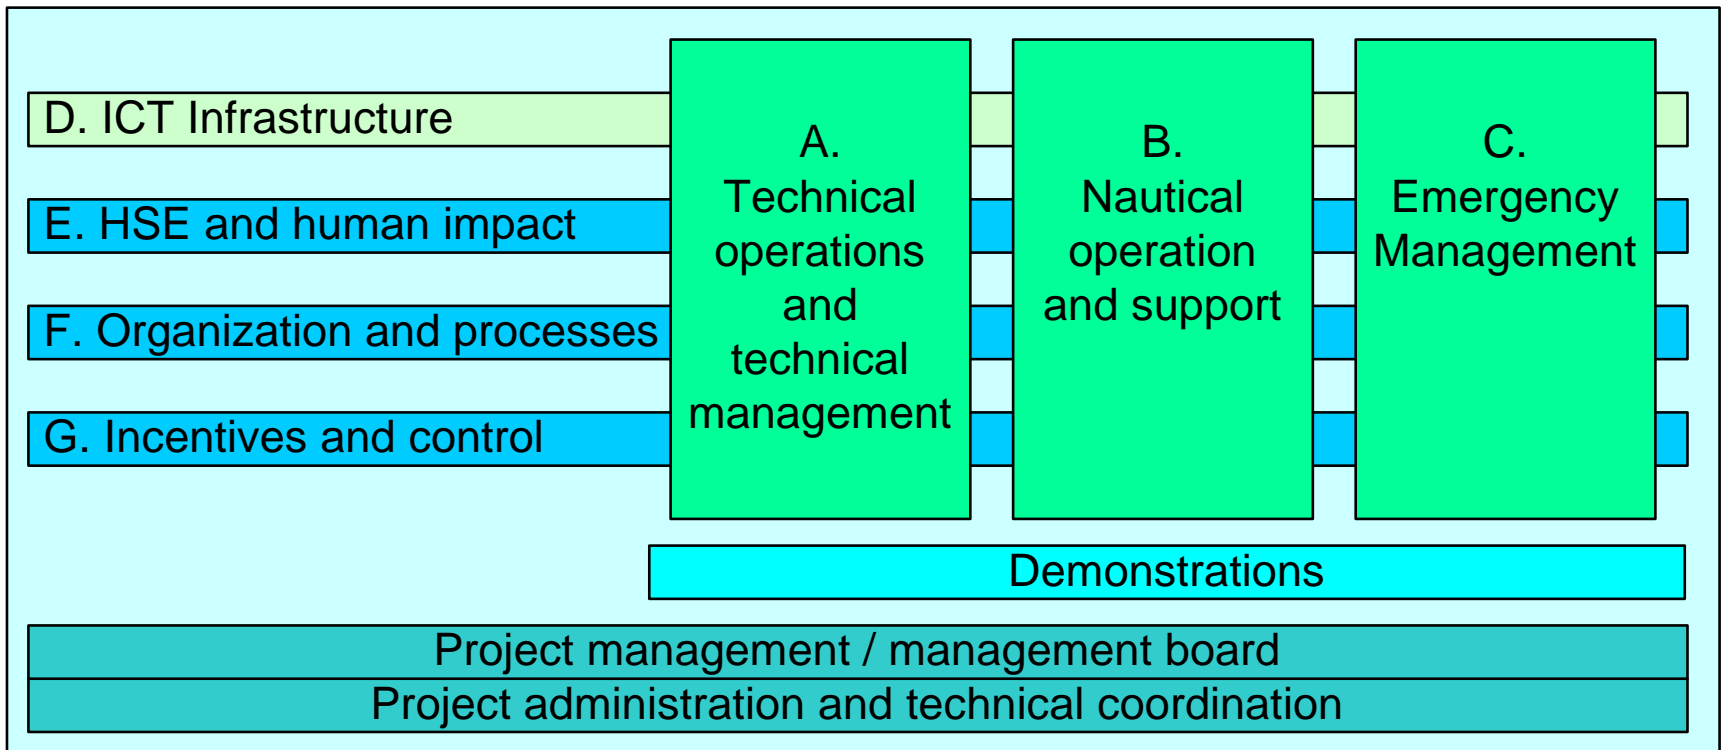 D. ICT Infrastructure
E. HSE and human impact
F. Organization and processes
G. Incentives and control
A.
Technical
operations
and
technical
management
B.
Nautical
operation
and support
C.
Emergency
Management
Demonstrations
Project management / management board
Project administration and technical coordination